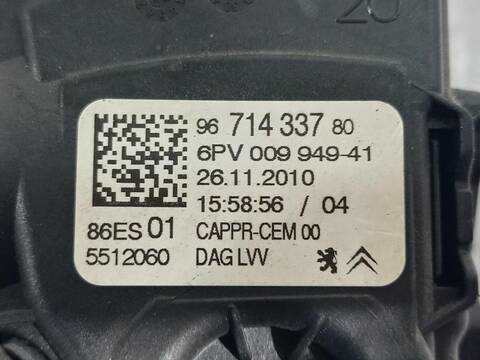 20
96 714 337 80
6PV 009 949-41
26.11.2010
15:58:56 / 04
86ES 01 CAPPR-CEM 00
5512060 DAG LVV